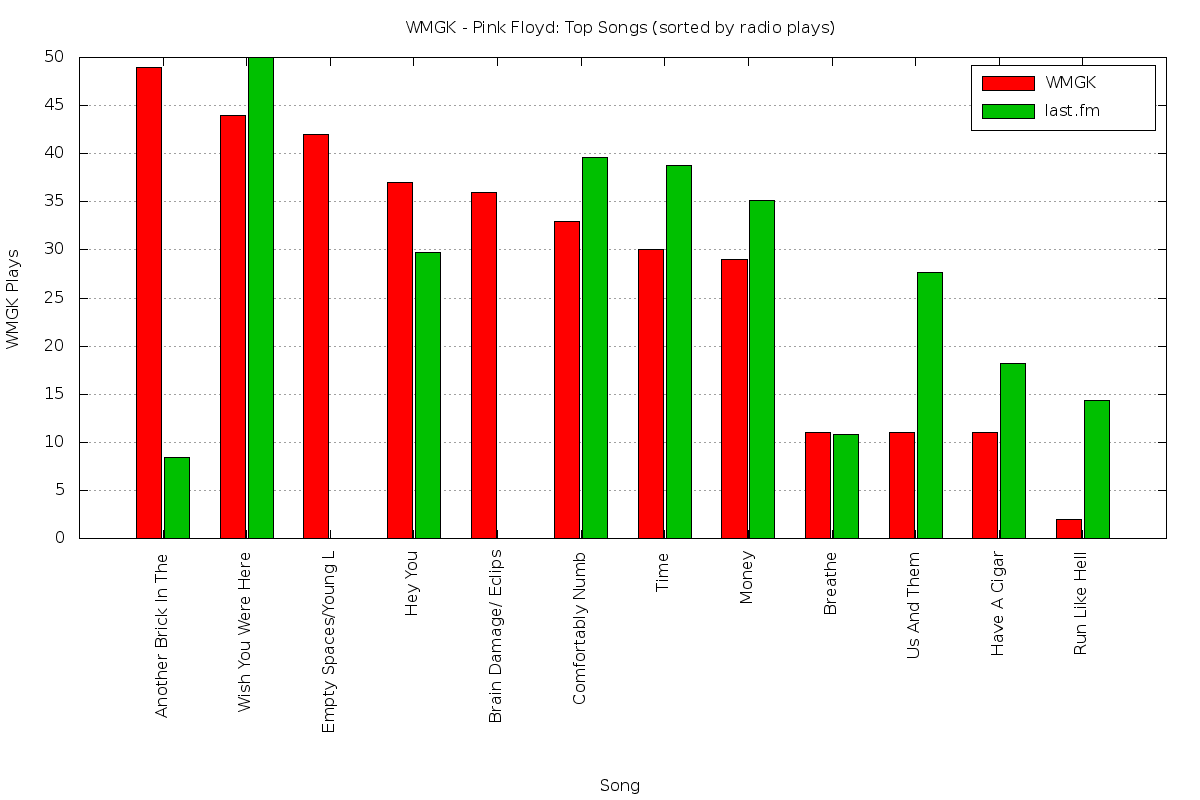 WMGK - Pink Floyd: Top Songs (sorted by radio plays)
WMGK
last.fm
50
45
40
35
30
25
20
15
10
5
0
WMGK Plays
Another Brick In The
Wish You Were Here
Empty Spaces/Young L
Hey You
Brain Damage/ Eclips
Comfortably Numb
Time
Money
Breathe
Us And Them
Have A Cigar
Run Like Hell
Song